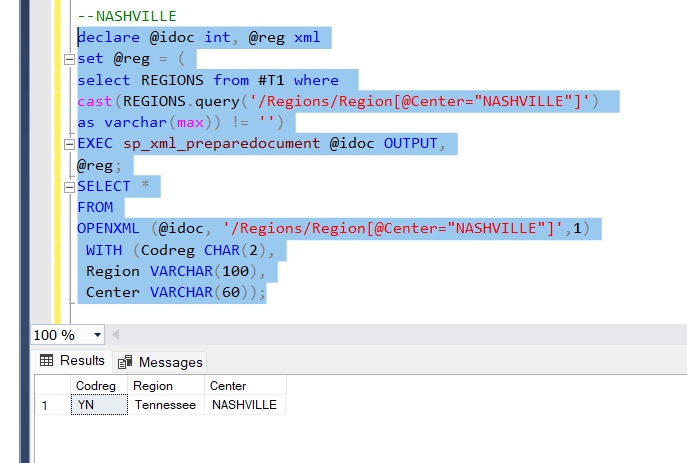 --NASHVILLE
declare @idoc int, @reg xml
set @reg = (
select REGIONS from #T1 where
cast(REGIONS.query('/Regions/Region[@Center="NASHVILLE"]')
as varchar(max)) != '')
EXEC sp_xml_preparedocument @idoc OUTPUT,
@reg;
SELECT *
FROM
OPENXML (@idoc, '/Regions/Region[@Center="NASHVILLE"]',1)
WITH (Codreg CHAR(2),
Region VARCHAR(100),
Center VARCHAR(60));
100 %
Results Messages
Codreg Region Center
1 YN Tennessee NASHVILLE